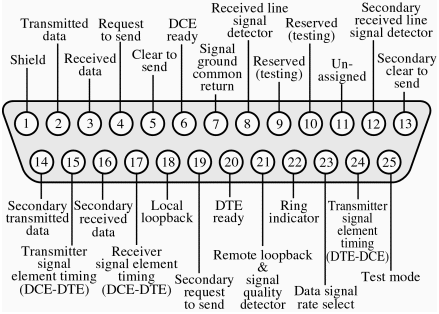 Shield
Transmitted
data
Received
data
Request
to send
Clear to
send
DCE
ready
Signal
ground
common
return
Received line
signal
detector
Reserved
(testing)
Reserved
(testing)
Un-
assigned
Secondary
received line
signal detector
Secondary
clear to
send
1 2 3 4 5 6 7 8 9 10 11 12 13
14 15 16 17 18 19 20 21 22 23 24 25
Secondary
transmitted
data
Transmitter
signal
element timing
(DCE-DTE)
Secondary
received
data
Receiver
signal element
timing
(DCE-DTE)
Local
loopback
Secondary
request
to send
DTE
ready
Remote loopback
&
signal
quality
detector
Ring
indicator
Data signal
rate select
Transmitter
signal
element
timing
(DTE-DCE)
Test mode